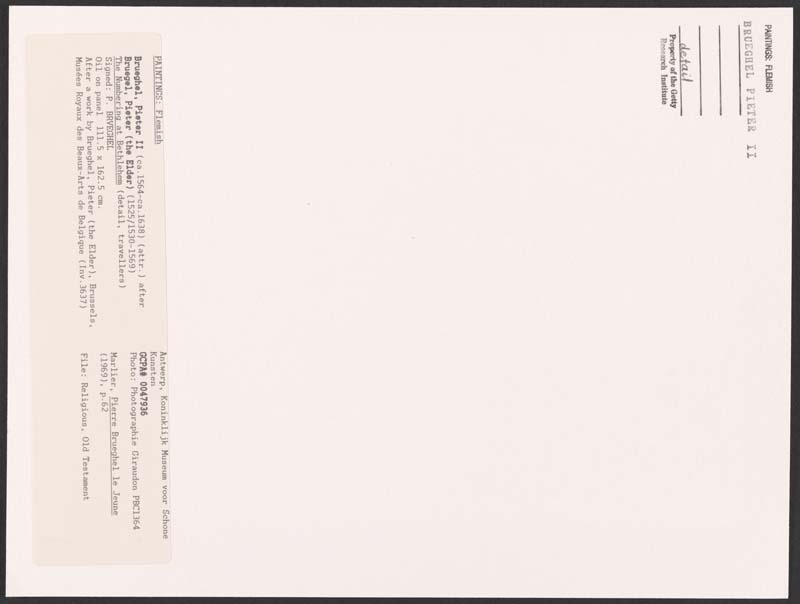 PAINTINGS: FLEMISH
BRUEGHEL PIETER II
detail
Property of the Getty
Research Institute
PAINTINGS: Flemish
Brueghel, Pieter II (ca.1564-ca.1638) (attr.) after
Bruegel, Pieter (the Elder) (1525/1530-1569)
The Numbering at Bethlehem (detail, travellers)
Signed: P. BRVEGHEL
Oil on panel 111.5 x 162.5 cm.
After a work by Brueghel, Pieter (the Elder), Brussels,
Musées Royaux des Beaux-Arts de Belgique (Inv.3637)
Antwerp, Koninklijk Museum voor Schone
Kunsten
GCPA# 0047936
Photo: Photographie Giraudon PBC1364
Marlier, Pierre Brueghel le Jeune
(1969), p.62
File: Religious, Old Testament